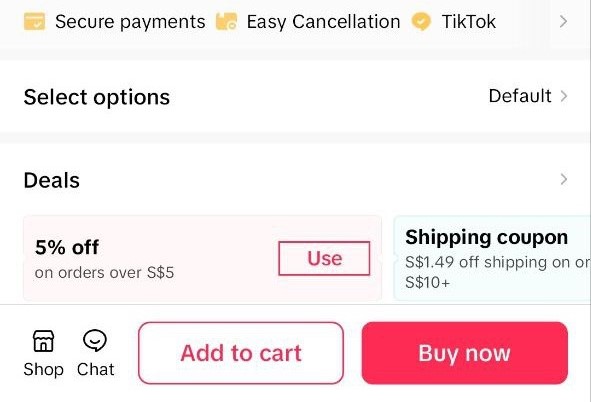 Secure payments Easy Cancellation TikTok
Select options Default
Deals
5% off
on orders over S$5
Use
Shipping coupon
S$1.49 off shipping on or
S$10+
Shop Chat Add to cart Buy now